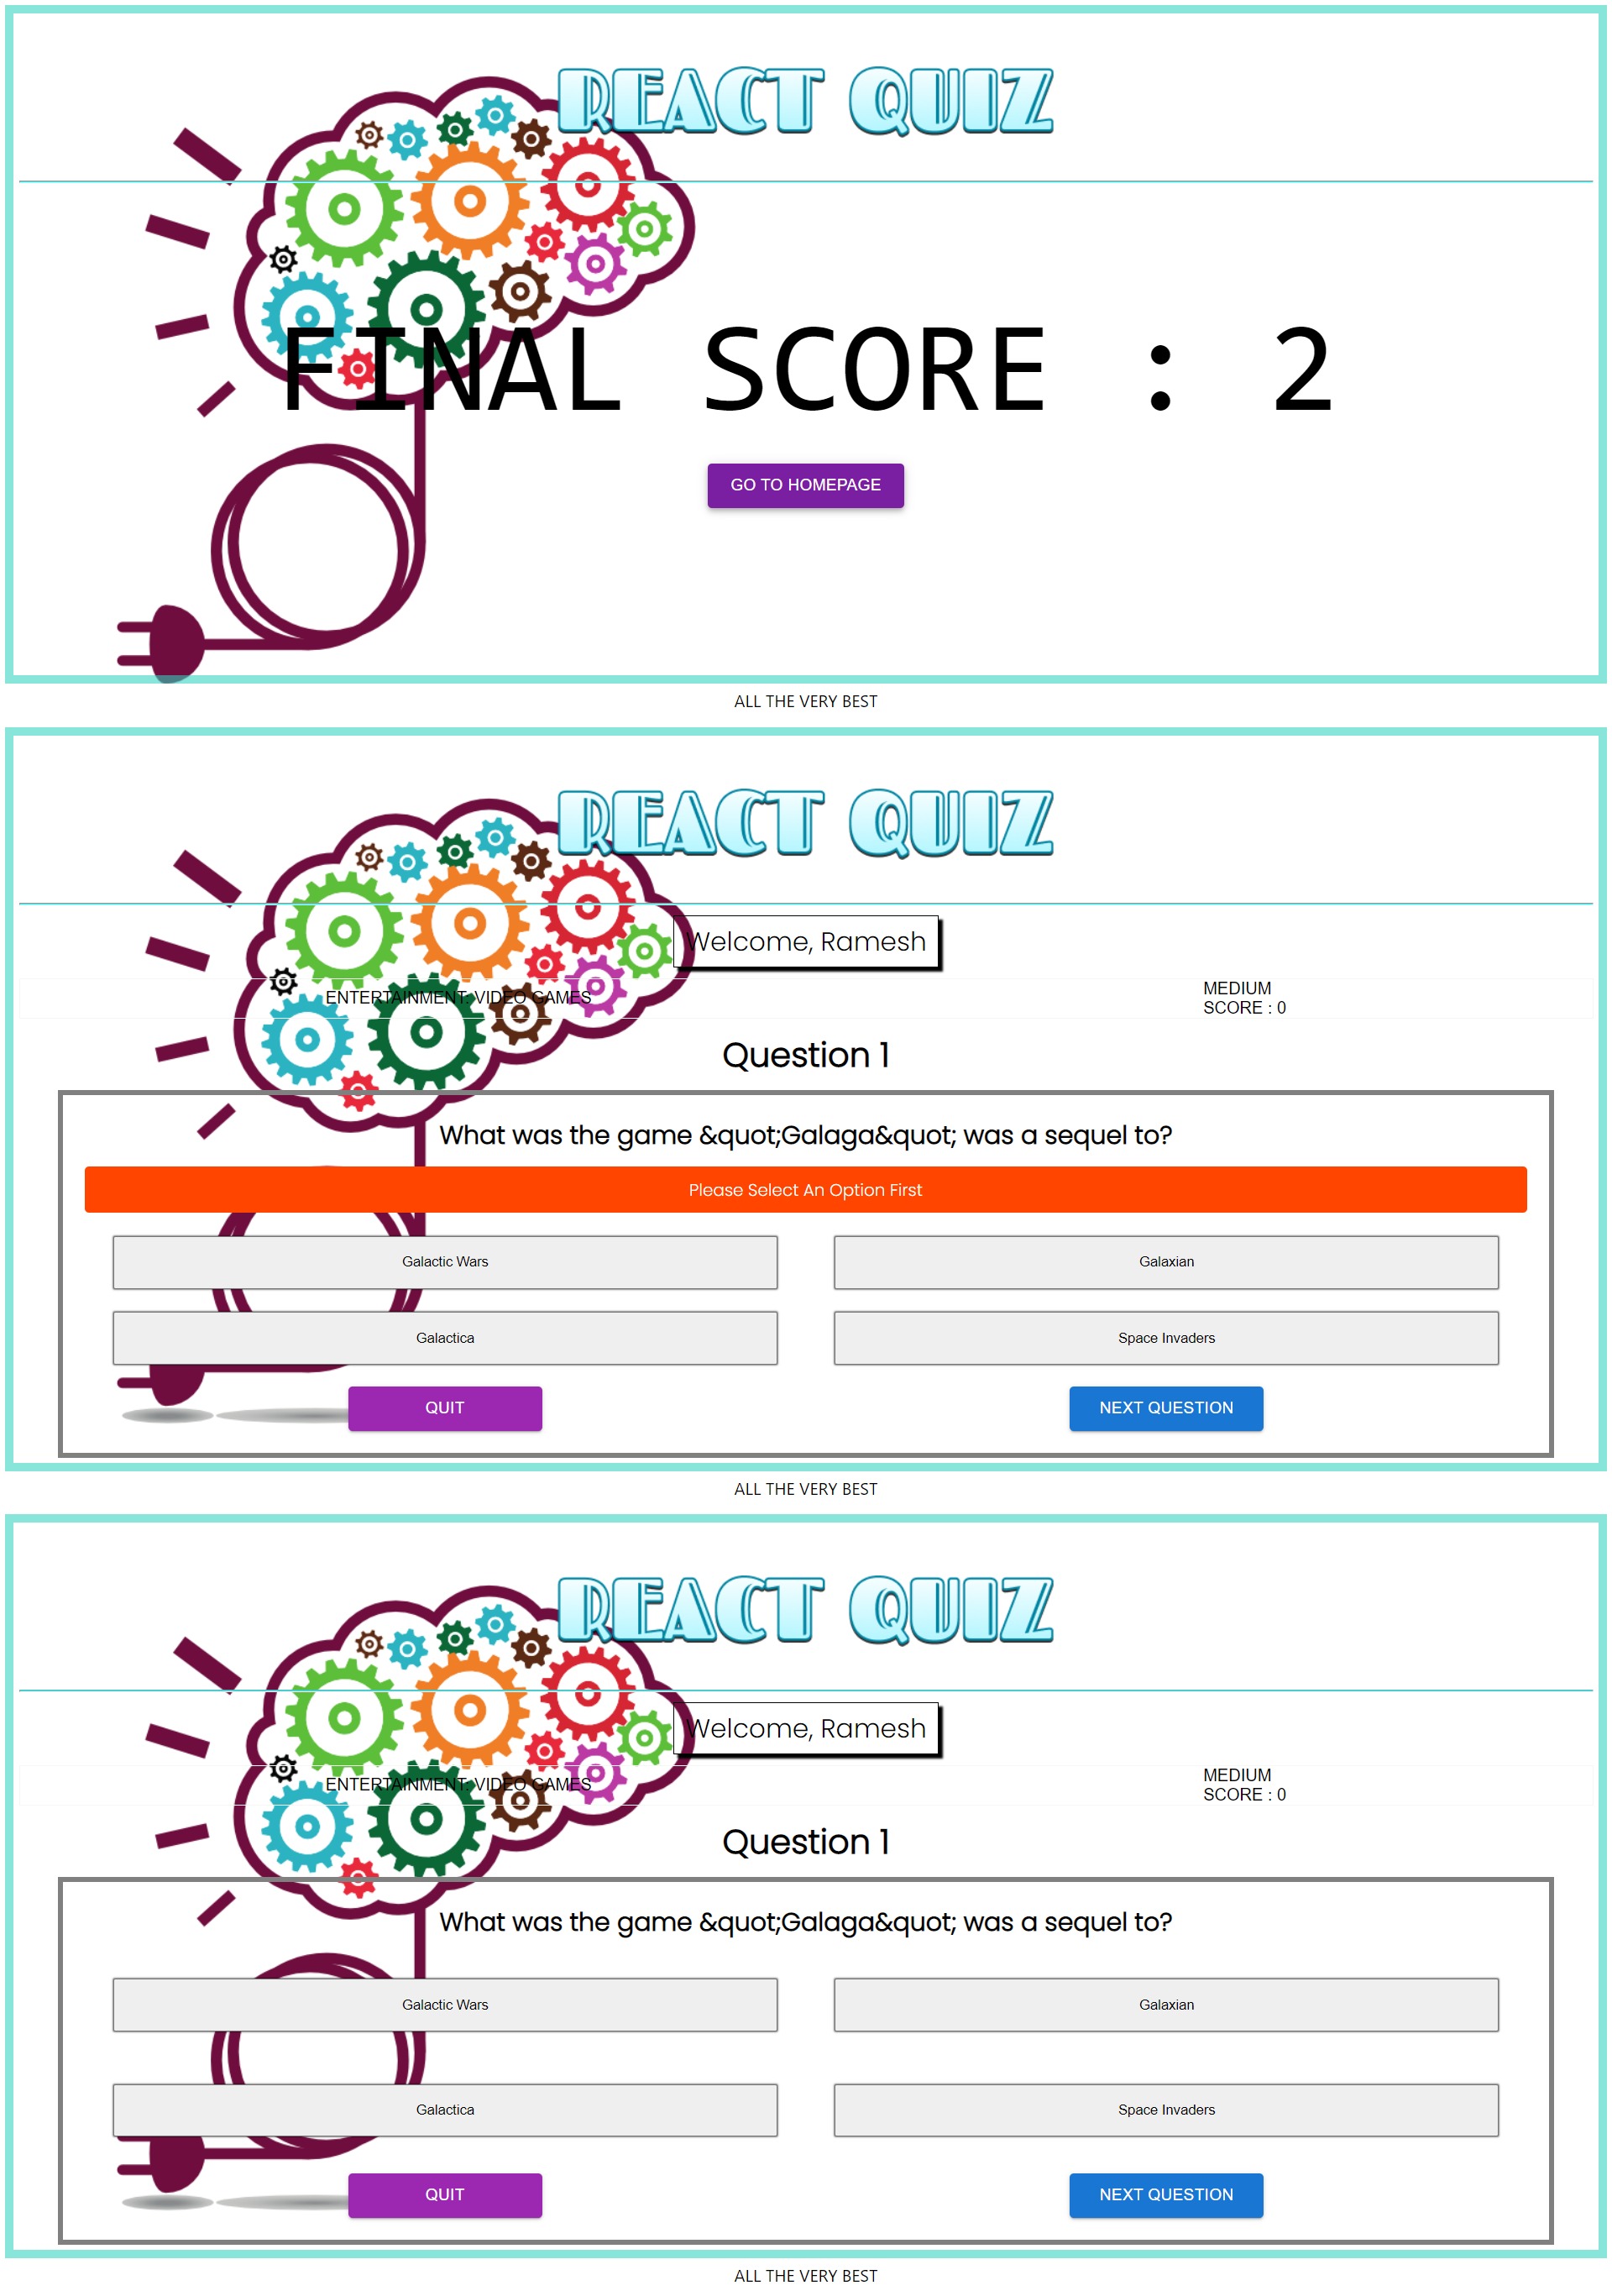 REACT QUIZ
FINAL SCORE : 2
GO TO HOMEPAGE
ALL THE VERY BEST
REACT QUIZ
Welcome, Ramesh
ENTERTAINMENT: VIDEO GAMES
MEDIUM
SCORE : 0
Question 1
What was the game &quot;Galaga&quot; was a sequel to?
Please Select An Option First
Galactic Wars
Galaxian
Galactica
Space Invaders
QUIT
NEXT QUESTION
ALL THE VERY BEST
REACT QUIZ
Welcome, Ramesh
ENTERTAINMENT: VIDEO GAMES
MEDIUM
SCORE : 0
Question 1
What was the game &quot;Galaga&quot; was a sequel to?
Galactic Wars
Galaxian
Galactica
Space Invaders
QUIT
NEXT QUESTION
ALL THE VERY BEST